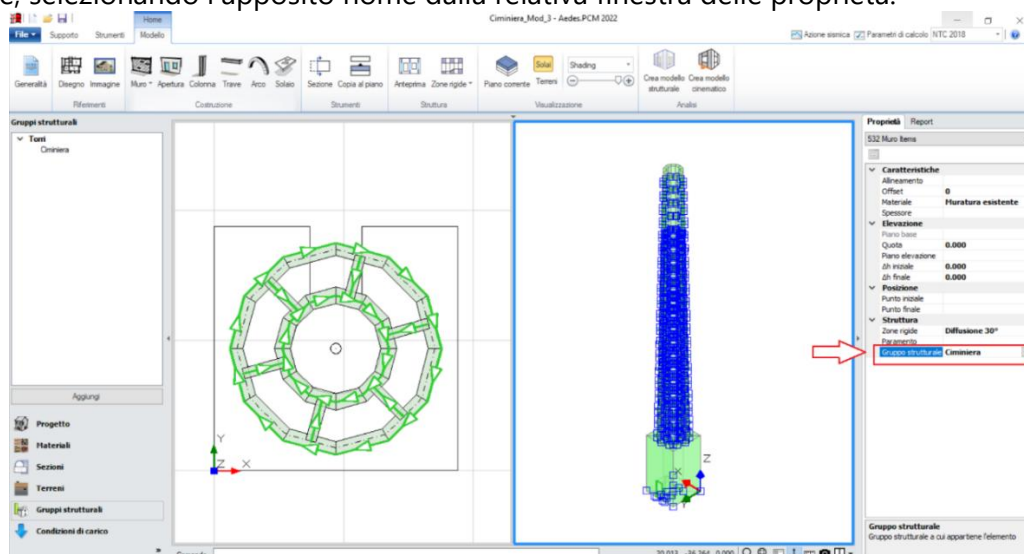 e, selezionando l'apposito nome dalla relativa finestra delle proprietà.
Home
Ciminiera_Mod_3 - Aedes.PCM 2022
File Supporto Strumenti Modello
Azione sismica Parametri di calcolo NTC 2018
Generalità Disegno Immagine Muro Apertura Colonna Trave Arco Solaio Sezione Copia al piano Anteprima Zone rigide Piano corrente Solai Terreni Shading Crea modello strutturale Crea modello cinematico
Riferimenti Costruzione Strumenti Struttura Visualizzazione Analisi
Gruppi strutturali
Torri
Ciminiera
Aggiungi
Progetto
Materiali
Sezioni
Terreni
Gruppi strutturali
Condizioni di carico
Y
Z X
Z
X
Y
Proprietà Report
532 Muro Items
Caratteristiche
Allineamento
Offset 0
Materiale Muratura esistente
Spessore
Elevazione
Piano base
Quota 0.000
Piano elevazione
Δh iniziale 0.000
Δh finale 0.000
Posizione
Punto iniziale
Punto finale
Struttura
Zone rigide Diffusione 30°
Paramento
Gruppo strutturale Ciminiera
Gruppo strutturale
Gruppo strutturale a cui appartiene l'elemento
Comando